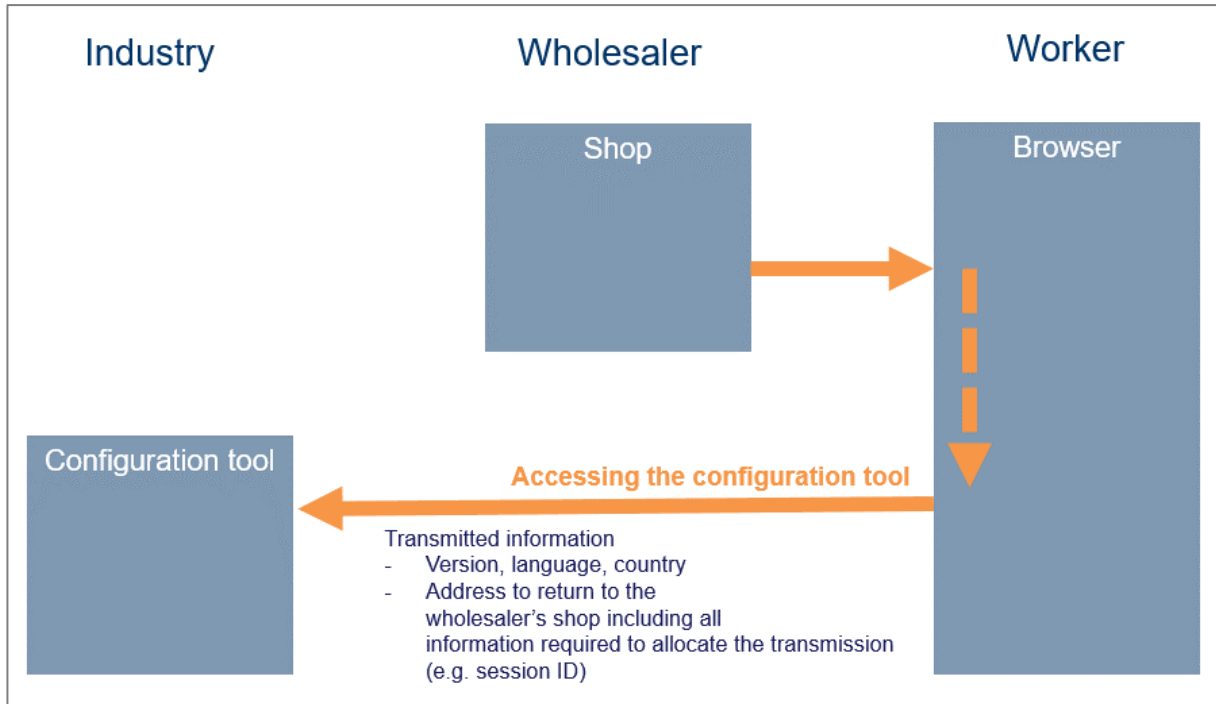 Industry
Wholesaler
Worker
Shop
Browser
Configuration tool
Accessing the configuration tool
Transmitted information
- Version, language, country
- Address to return to the
wholesaler's shop including all
information required to allocate the transmission
(e.g. session ID)